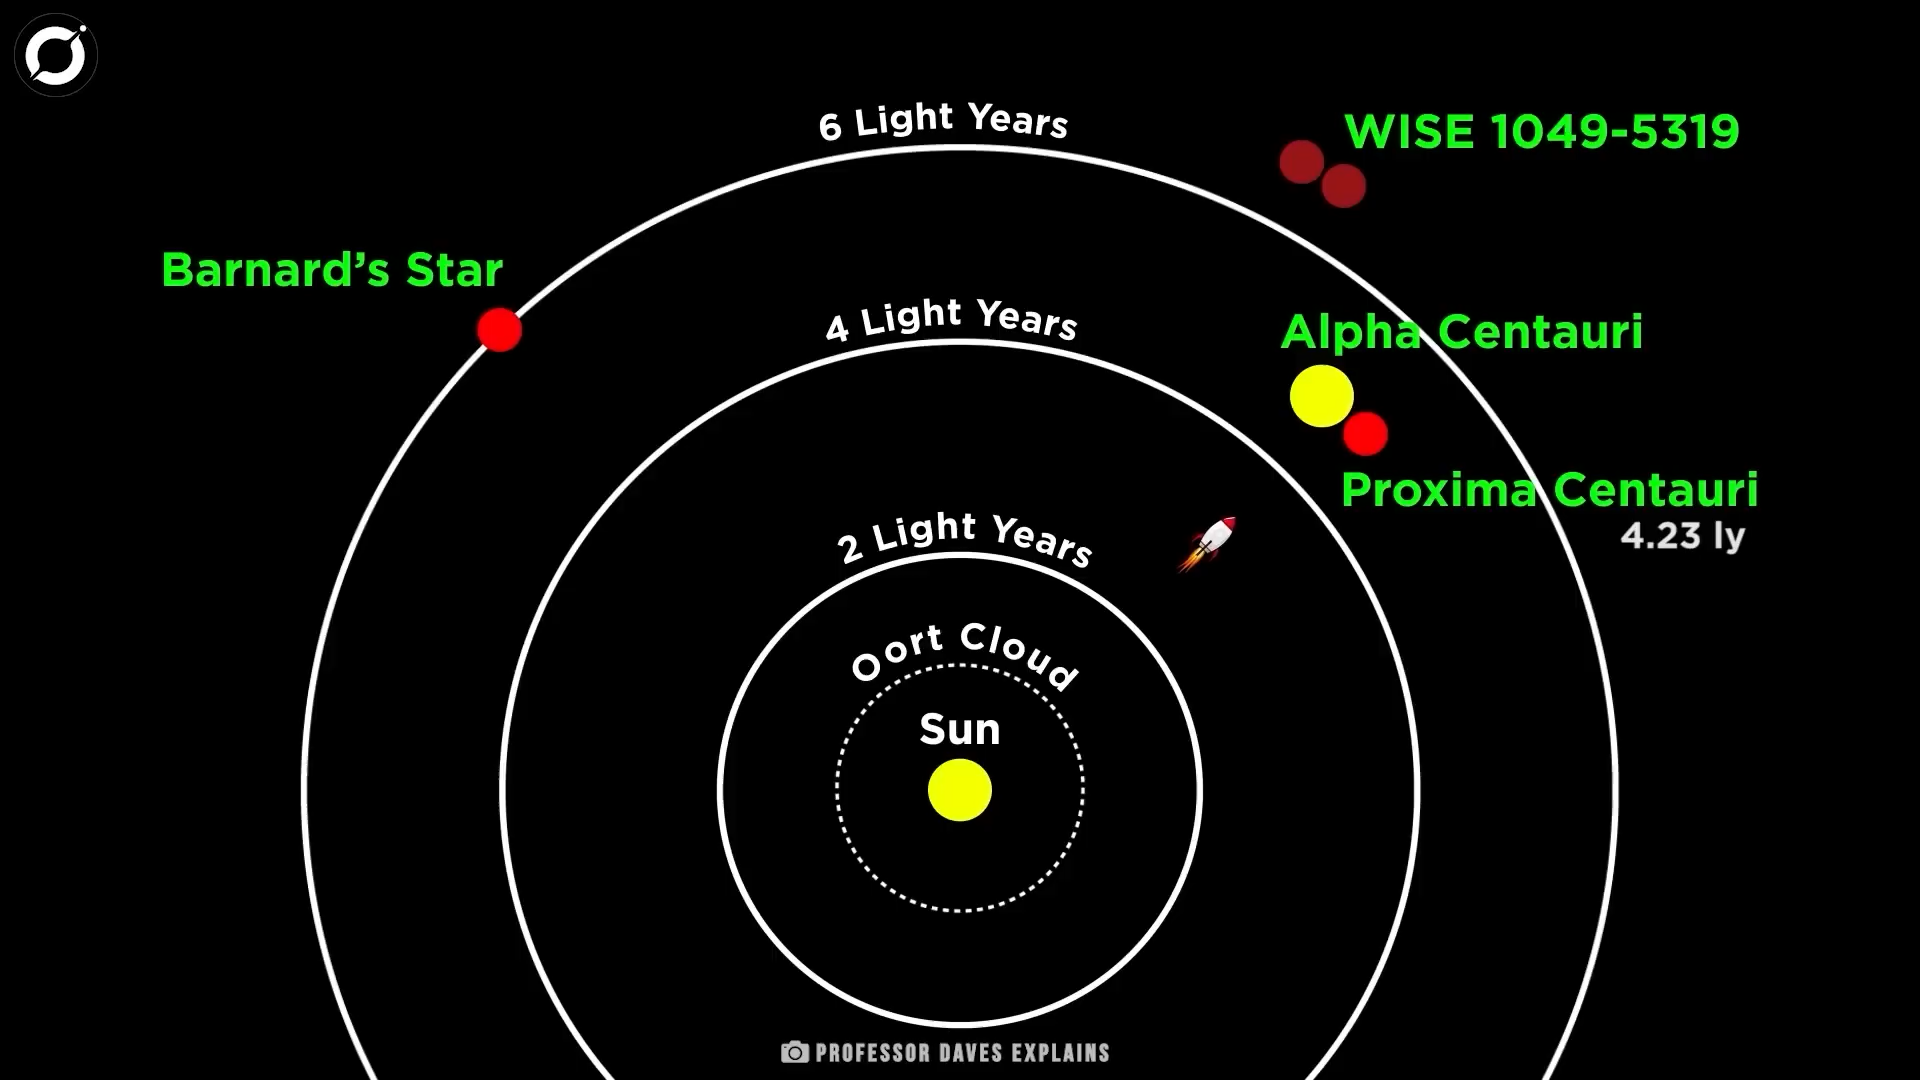 6 Light Years
WISE 1049-5319
Barnard’s Star
4 Light Years
Alpha Centauri
Proxima Centauri
4.23 ly
2 Light Years
Oort Cloud
Sun
PROFESSOR DAVES EXPLAINS